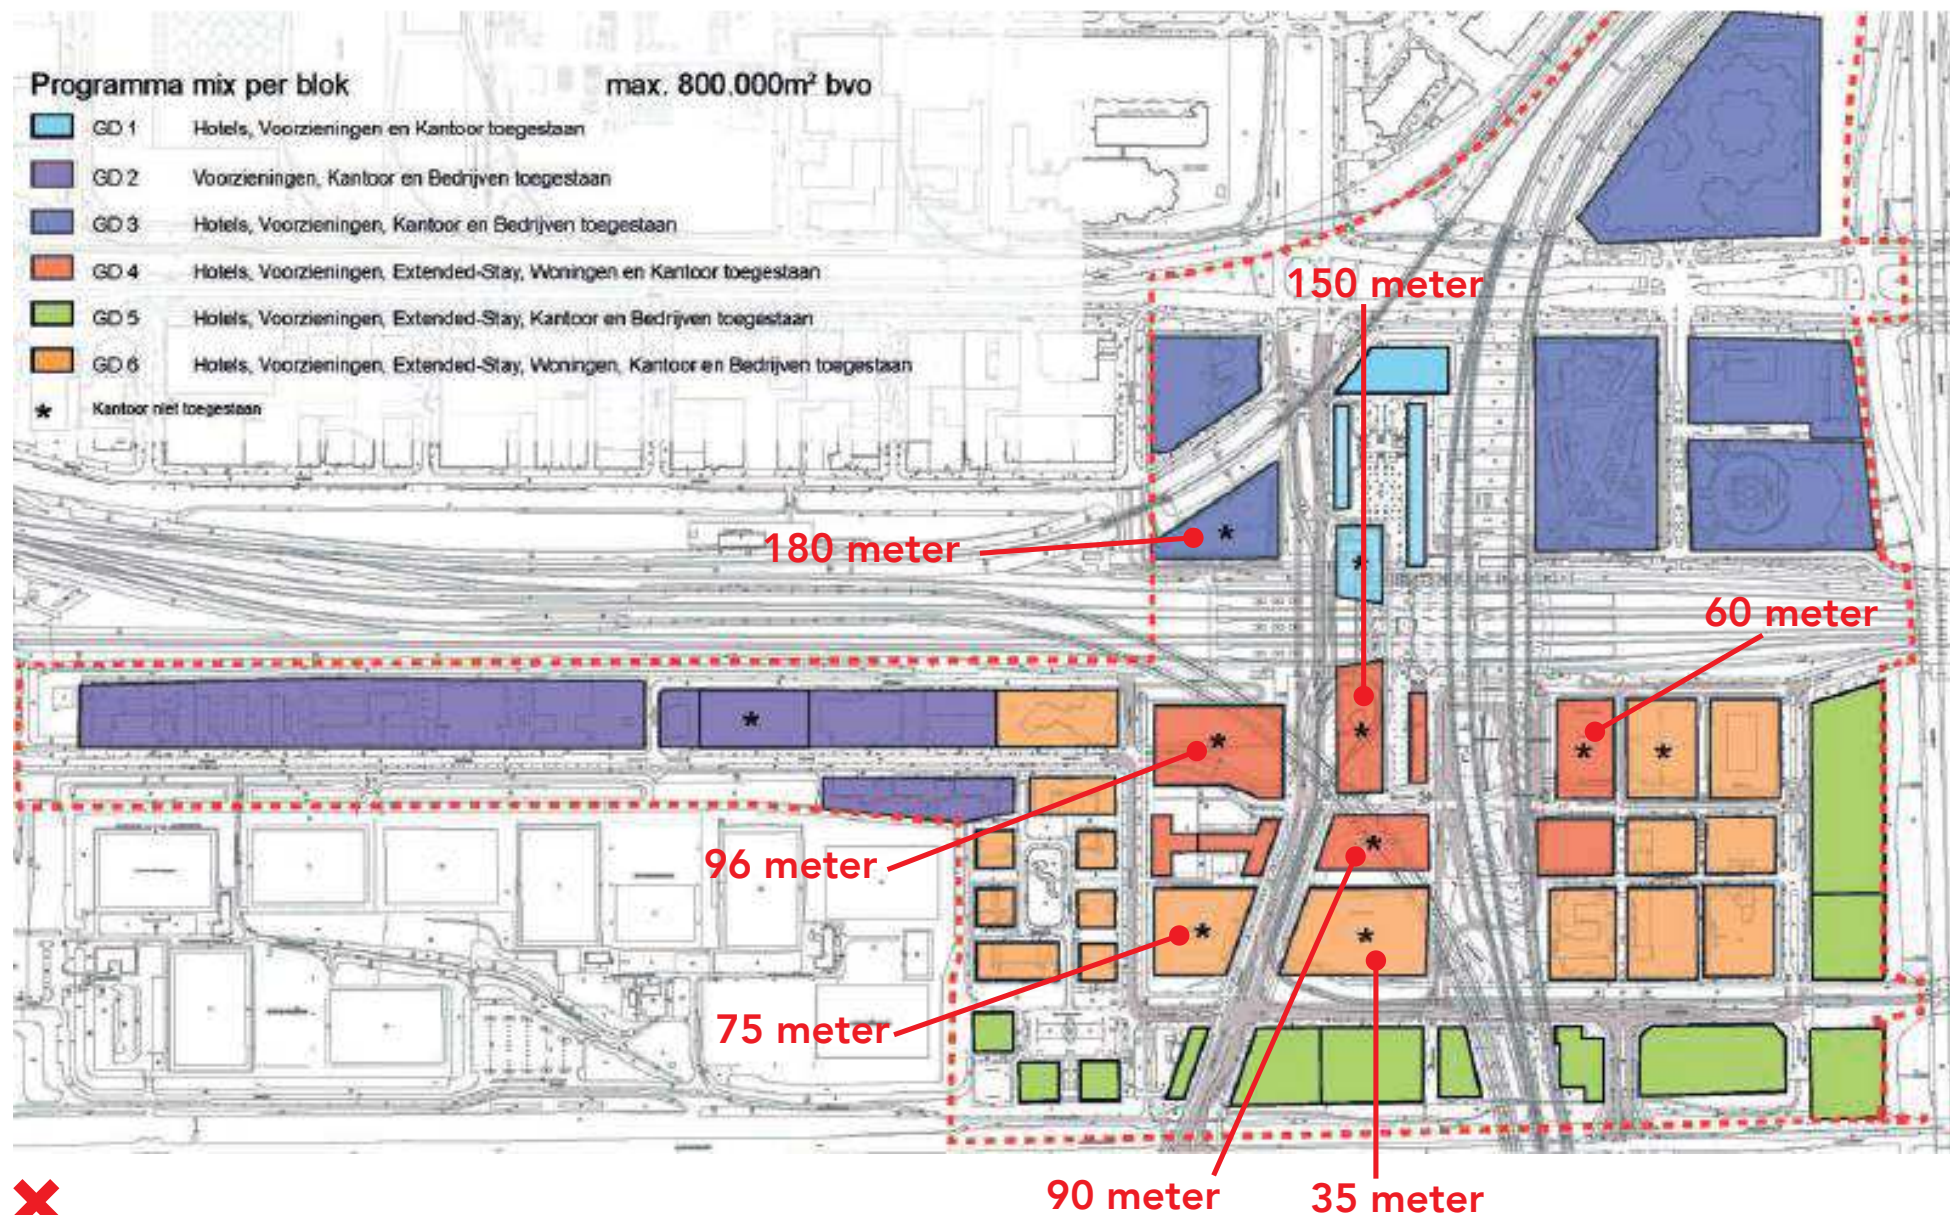 Programma mix per blok
max. 800.000m² bvo
GD 1 Hotels, Voorzieningen en Kantoor toegestaan
GD 2 Voorzieningen, Kantoor en Bedrijven toegestaan
GD 3 Hotels, Voorzieningen, Kantoor en Bedrijven toegestaan
GD 4 Hotels, Voorzieningen, Extended-Stay, Woningen en Kantoor toegestaan
GD 5 Hotels, Voorzieningen, Extended-Stay, Kantoor en Bedrijven toegestaan
GD 6 Hotels, Voorzieningen, Extended-Stay, Woningen, Kantoor en Bedrijven toegestaan
* Kantoor niet toegestaan
150 meter
180 meter
60 meter
96 meter
75 meter
90 meter
35 meter